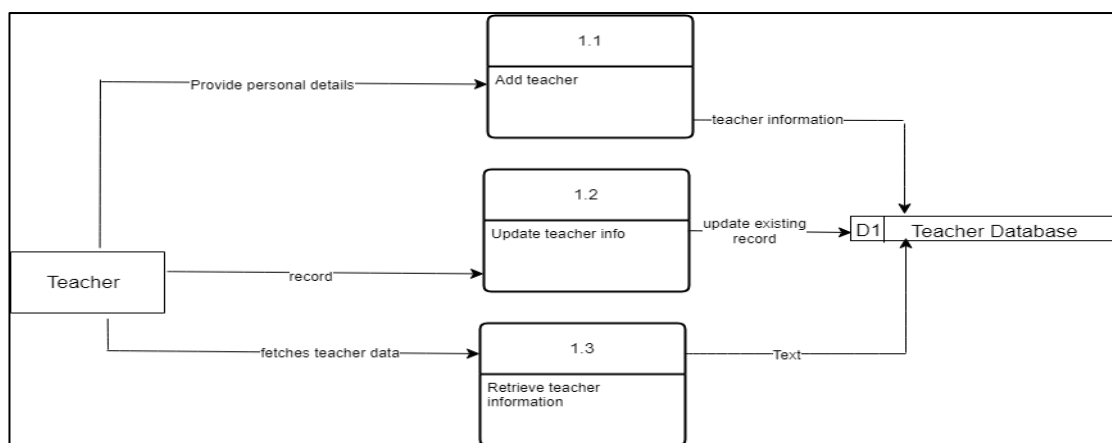 1.1
Provide personal details
Add teacher
teacher information
1.2
Update teacher info
update existing
record
D1
Teacher Database
Teacher
record
1.3
fetches teacher data
Text
Retrieve teacher
information